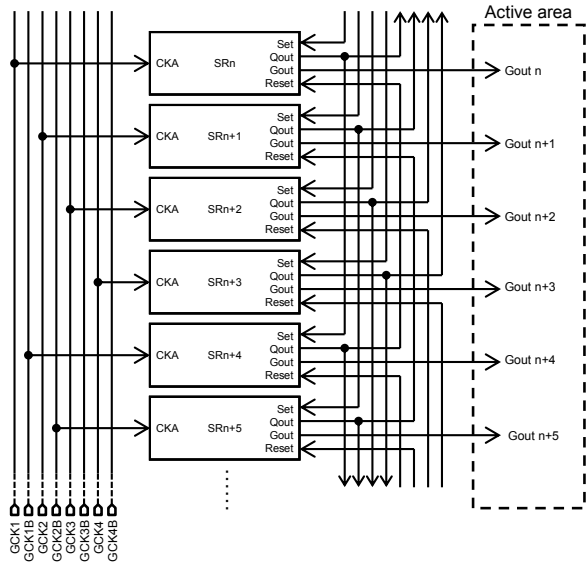 Active area
Set
CKA SRn Qout
Gout
Reset
Gout n
Set
CKA SRn+1 Qout
Gout
Reset
Gout n+1
Set
CKA SRn+2 Qout
Gout
Reset
Gout n+2
Set
CKA SRn+3 Qout
Gout
Reset
Gout n+3
Set
CKA SRn+4 Qout
Gout
Reset
Gout n+4
Set
CKA SRn+5 Qout
Gout
Reset
Gout n+5
GCK1
GCK1B
GCK2
GCK2B
GCK3
GCK3B
GCK4
GCK4B